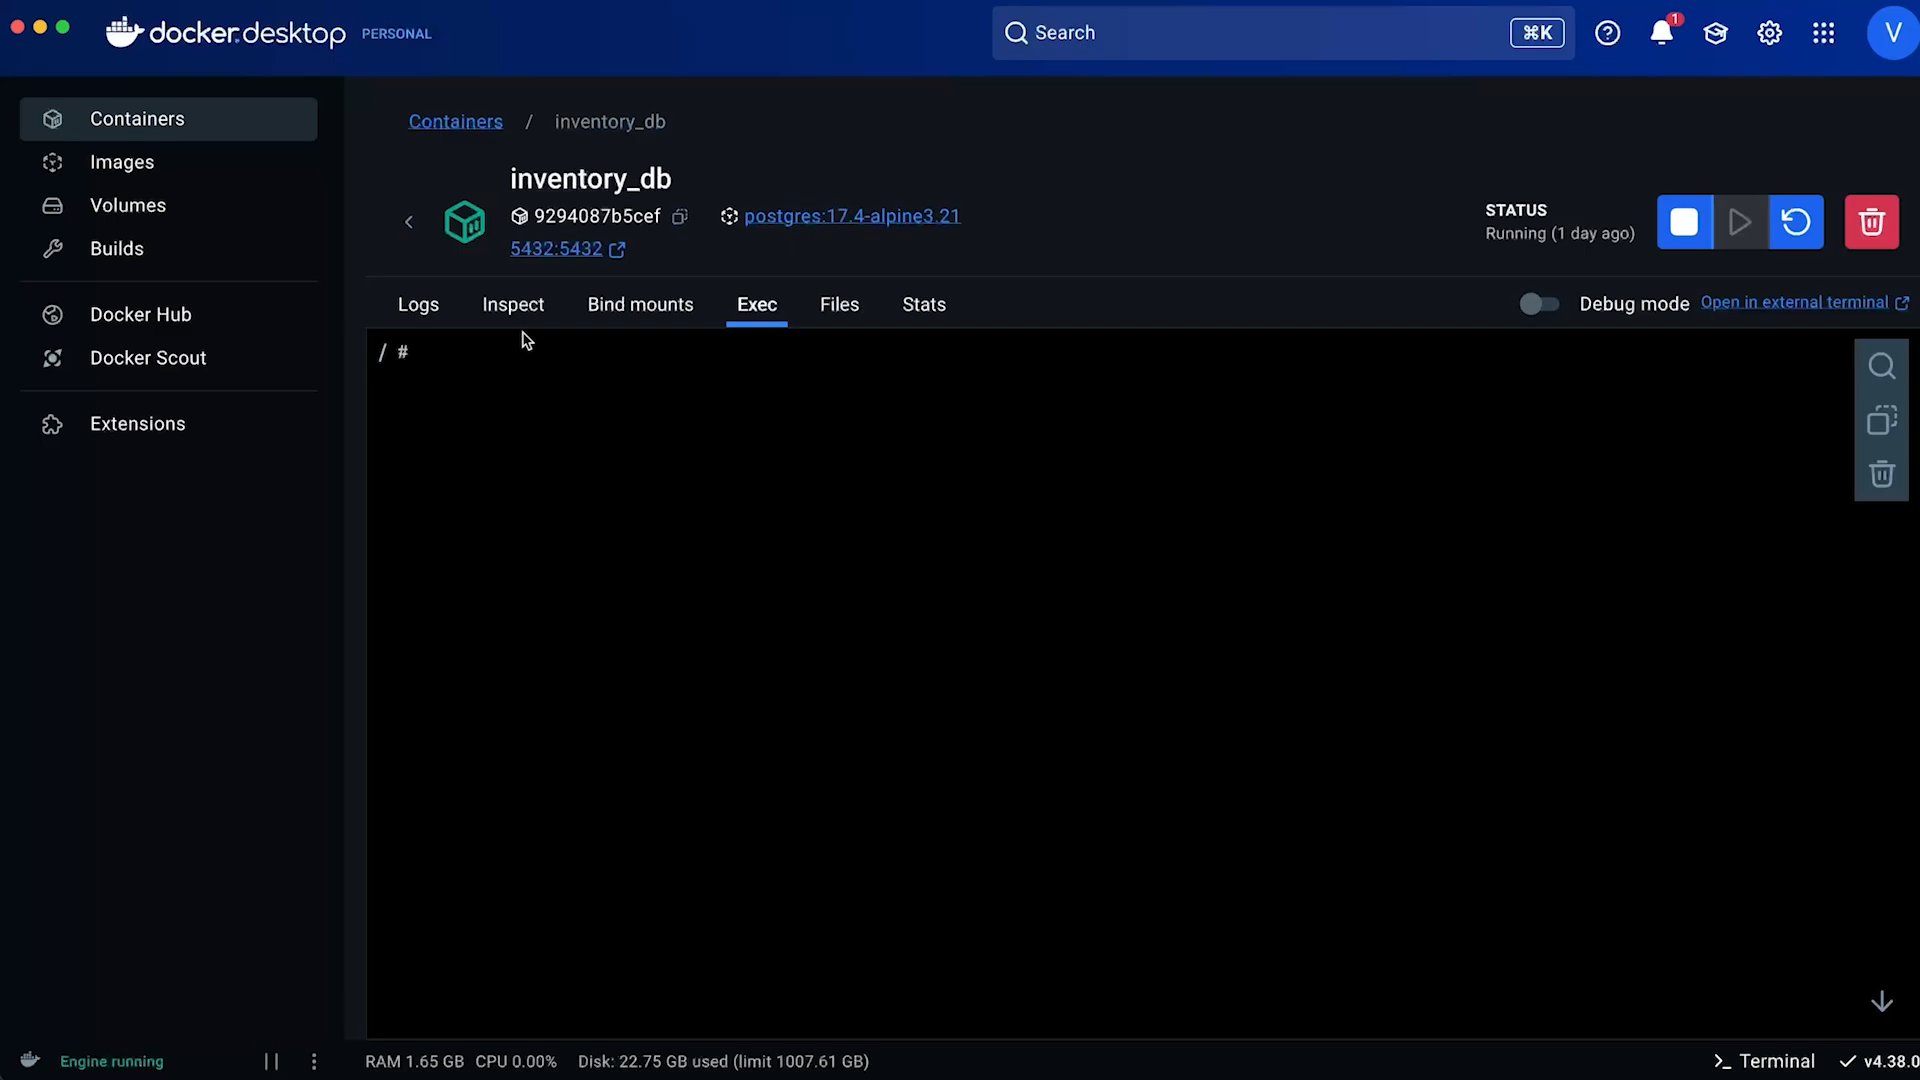 docker.desktop PERSONAL
Search
⌘K
1
V
Containers
Images
Volumes
Builds
Docker Hub
Docker Scout
Extensions
Containers / inventory_db
inventory_db
9294087b5cef
postgres:17.4-alpine3.21
5432:5432
STATUS
Running (1 day ago)
Logs Inspect Bind mounts Exec Files Stats
Debug mode Open in external terminal
/ #
Engine running
RAM 1.65 GB CPU 0.00% Disk: 22.75 GB used (limit 1007.61 GB)
>_ Terminal
v4.38.0